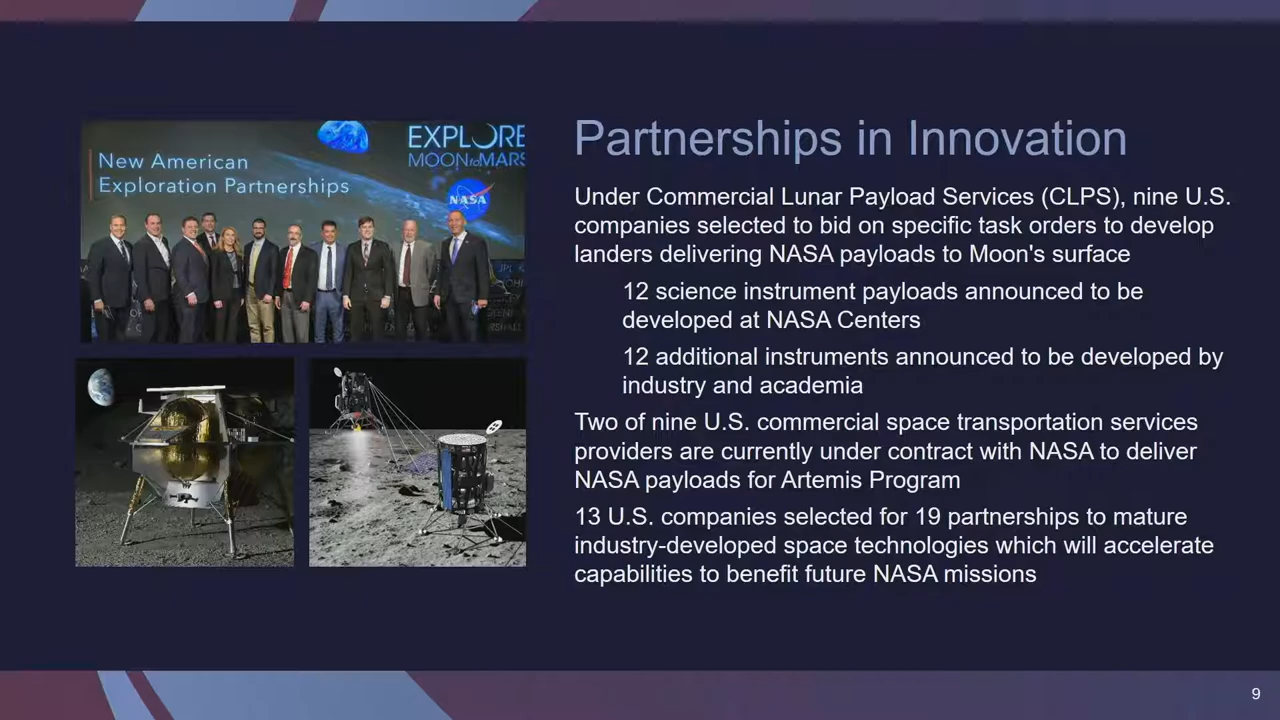 EXPLORE
MOON to MARS
New American
Exploration Partnerships
NASA
Partnerships in Innovation
Under Commercial Lunar Payload Services (CLPS), nine U.S.
companies selected to bid on specific task orders to develop
landers delivering NASA payloads to Moon's surface
12 science instrument payloads announced to be
developed at NASA Centers
12 additional instruments announced to be developed by
industry and academia
Two of nine U.S. commercial space transportation services
providers are currently under contract with NASA to deliver
NASA payloads for Artemis Program
13 U.S. companies selected for 19 partnerships to mature
industry-developed space technologies which will accelerate
capabilities to benefit future NASA missions
9